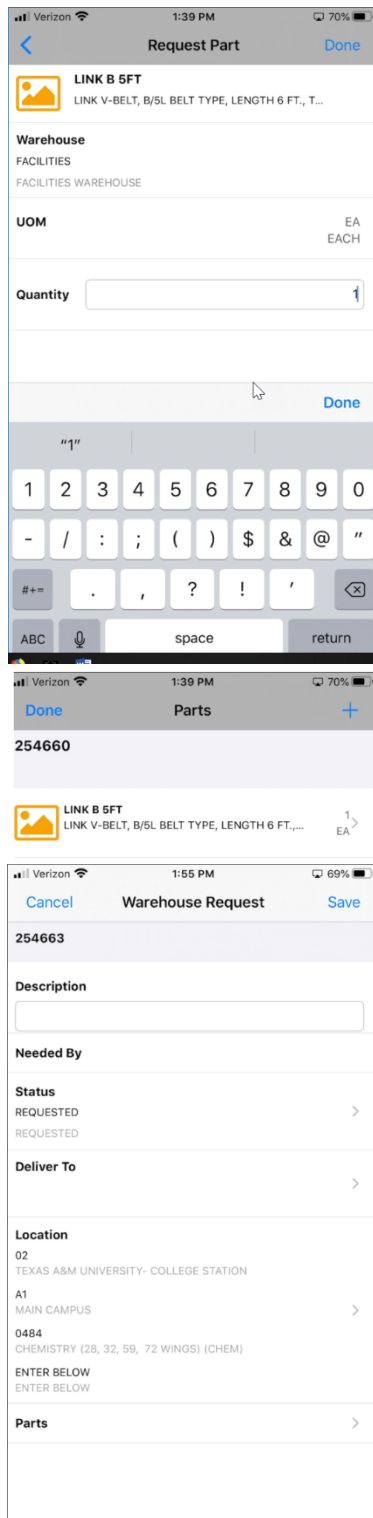 Verizon 1:39 PM 70%
Request Part Done
LINK B 5FT
LINK V-BELT, B/5L BELT TYPE, LENGTH 6 FT., T...
Warehouse
FACILITIES
FACILITIES WAREHOUSE
UOM EA
EACH
Quantity 1
Done
"1"
1 2 3 4 5 6 7 8 9 0
- / : ; ( ) $ & @ "
#+= . , ? ! '
ABC space return
Verizon 1:39 PM 70%
Done Parts +
254660
LINK B 5FT
LINK V-BELT, B/5L BELT TYPE, LENGTH 6 FT.,... 1
EA
Verizon 1:55 PM 69%
Cancel Warehouse Request Save
254663
Description
Needed By
Status
REQUESTED
REQUESTED
Deliver To
Location
02
TEXAS A&M UNIVERSITY- COLLEGE STATION
A1
MAIN CAMPUS
0484
CHEMISTRY (28, 32, 59, 72 WINGS) (CHEM)
ENTER BELOW
ENTER BELOW
Parts